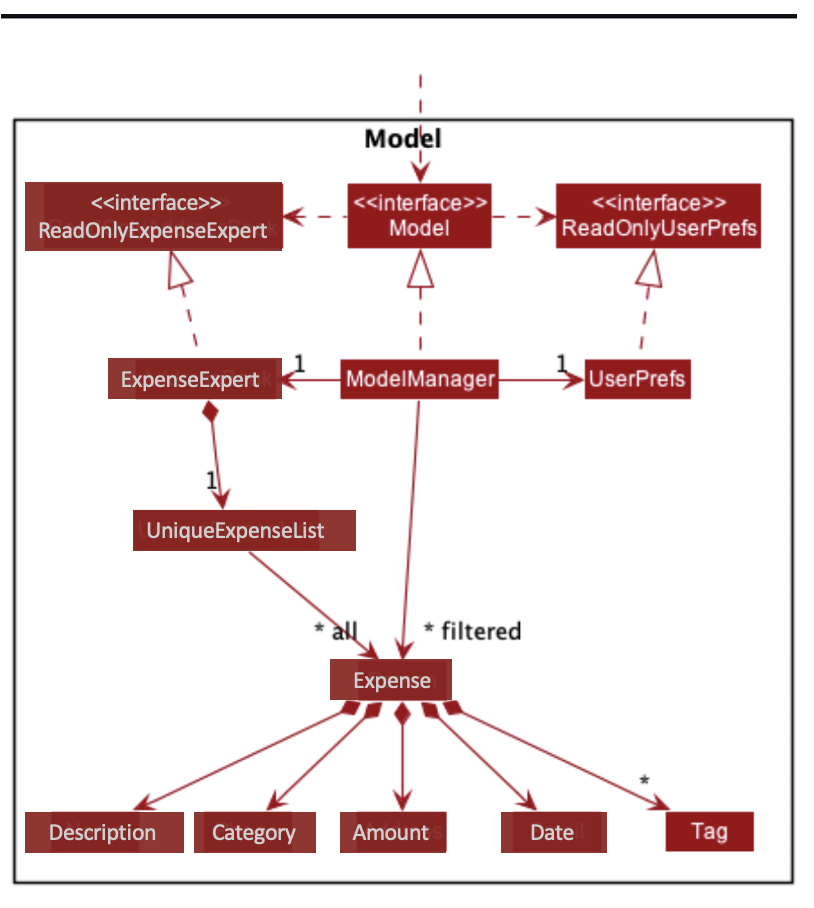 Model
<<interface>>
ReadOnlyExpenseExpert
<<interface>>
Model
<<interface>>
ReadOnlyUserPrefs
ExpenseExpert
1
ModelManager
1
UserPrefs
1
UniqueExpenseList
* all
* filtered
Expense
*
Description
Category
Amount
Date
Tag